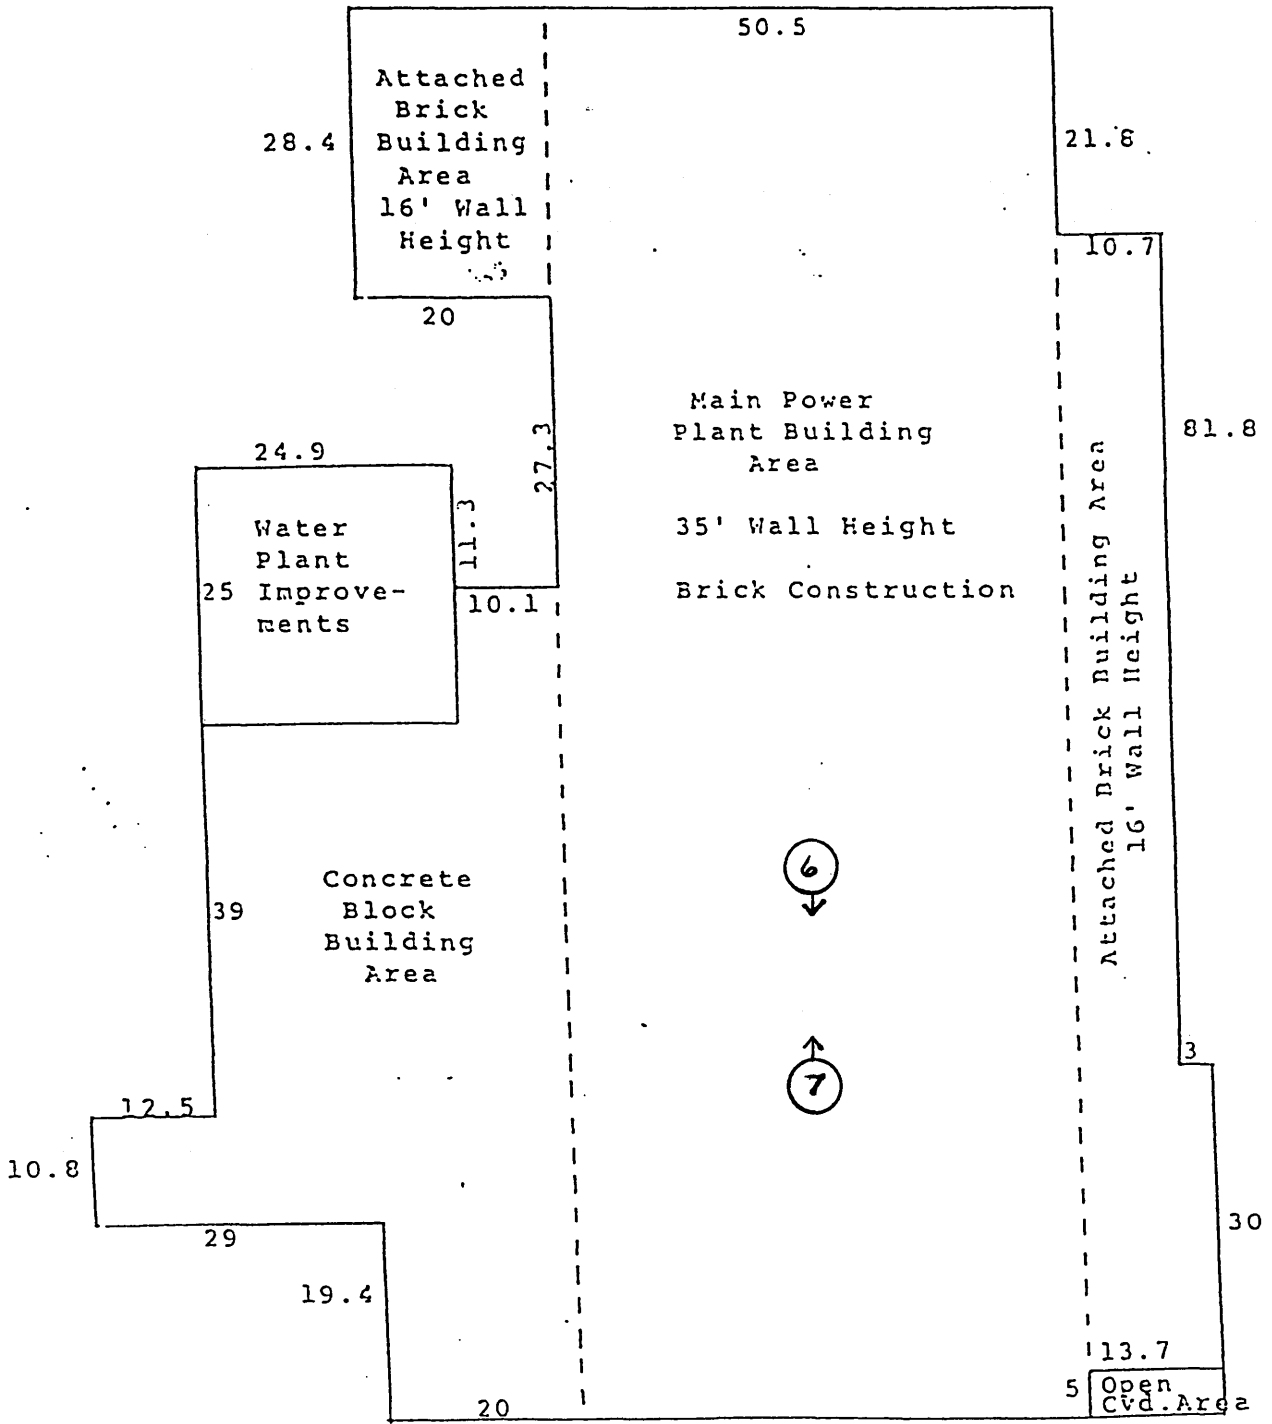 50.5
Attached
Brick
Building
Area
16' Wall
Height
28.4
21.8
10.7
20
Main Power
Plant Building
Area
35' Wall Height
Brick Construction
81.8
27.3
24.9
11.3
Water
Plant
Improve-
ments
25
10.1
Attached Brick Building Area
16' Wall Height
6
Concrete
Block
Building
Area
39
7
3
12.5
10.8
29
30
19.4
13.7
5
Open
Cvd.Area
20